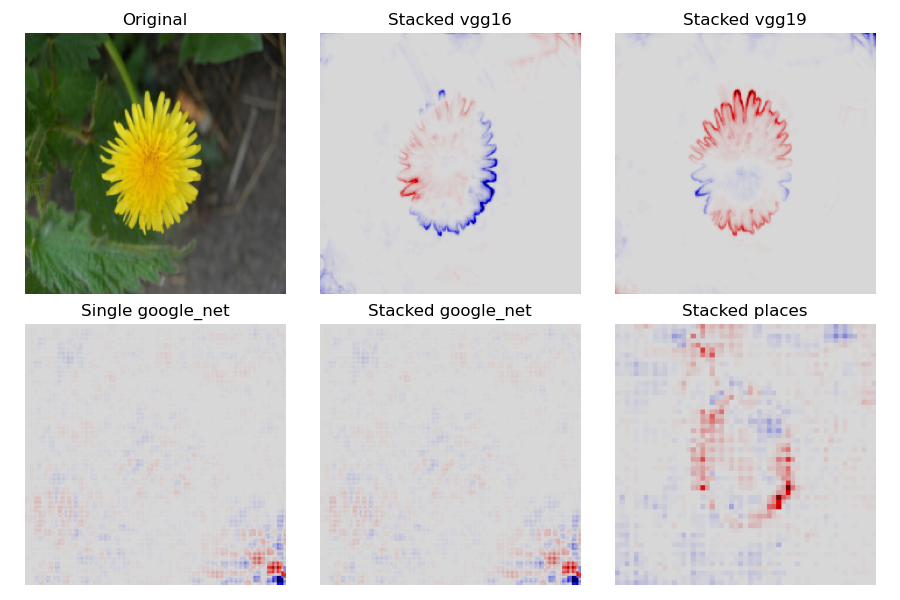 Original
Stacked vgg16
Stacked vgg19
Single google_net
Stacked google_net
Stacked places